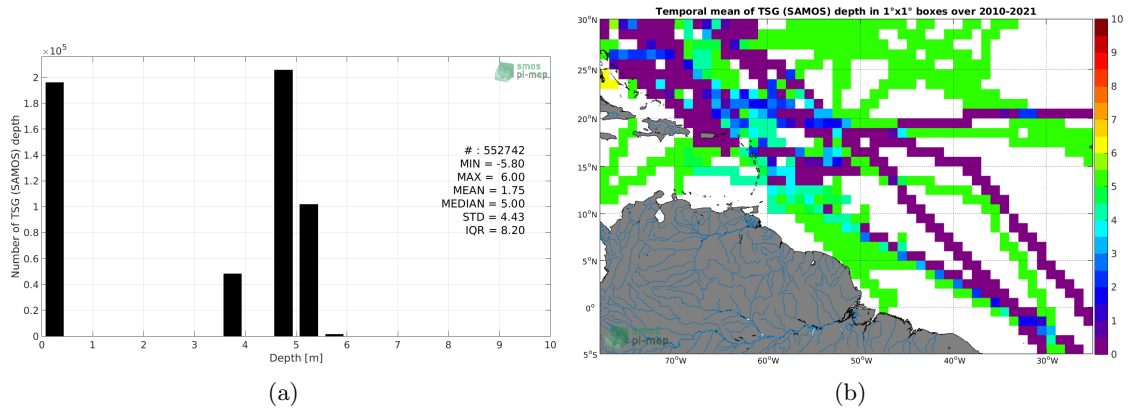 ×10⁵
2
1.8
1.6
1.4
1.2
1
0.8
0.6
0.4
0.2
0
Number of TSG (SAMOS) depth
smos
pi-mep
# : 552742
MIN = -5.80
MAX = 6.00
MEAN = 1.75
MEDIAN = 5.00
STD = 4.43
IQR = 8.20
0 1 2 3 4 5 6 7 8 9 10
Depth [m]
(a)
Temporal mean of TSG (SAMOS) depth in 1°x1° boxes over 2010-2021
30°N
25°N
20°N
15°N
10°N
5°N
0°
5°S
70°W 60°W 50°W 40°W 30°W
smos
pi-mep
10
9
8
7
6
5
4
3
2
1
0
(b)